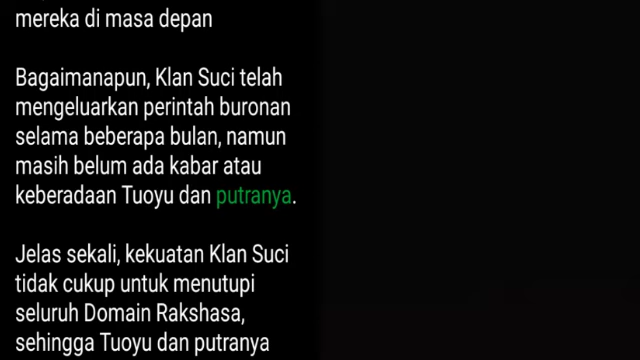 mereka di masa depan
Bagaimanapun, Klan Suci telah
mengeluarkan perintah buronan
selama beberapa bulan, namun
masih belum ada kabar atau
keberadaan Tuoyu dan putranya.
Jelas sekali, kekuatan Klan Suci
tidak cukup untuk menutupi
seluruh Domain Rakshasa,
sehingga Tuoyu dan putranya